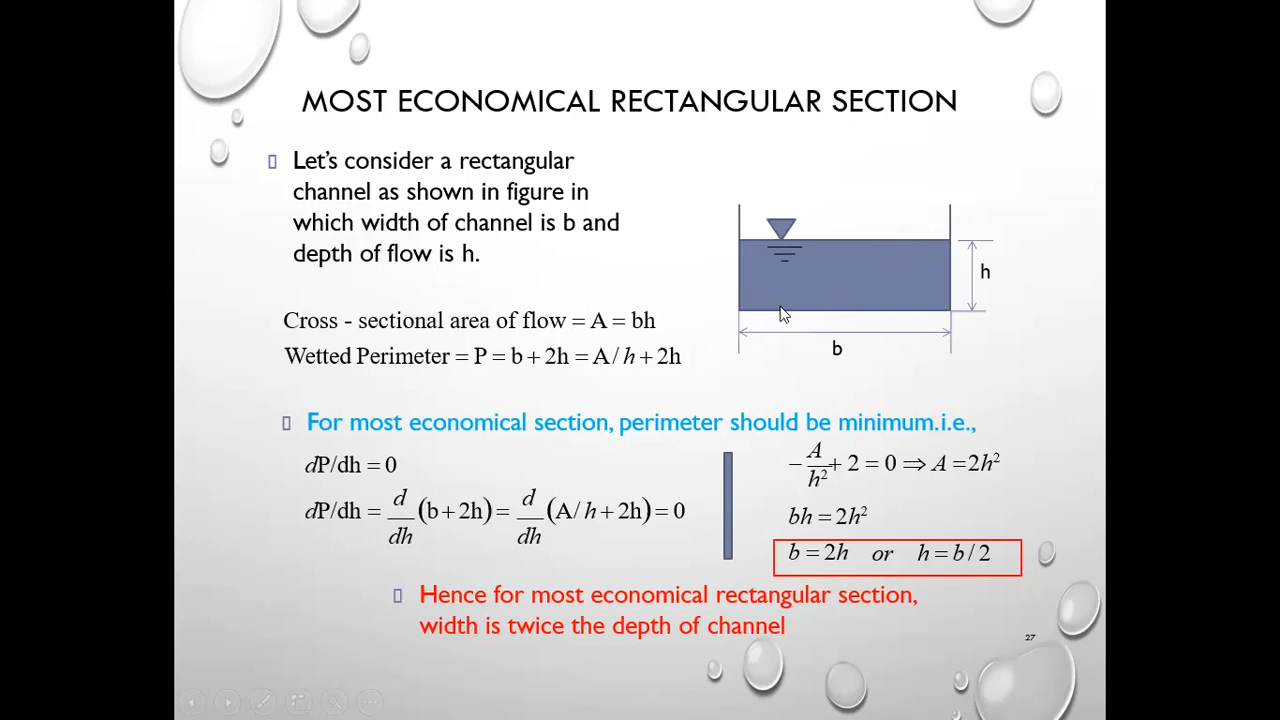 MOST ECONOMICAL RECTANGULAR SECTION
Let's consider a rectangular
channel as shown in figure in
which width of channel is b and
depth of flow is h.
h
b
Cross - sectional area of flow = A = bh
Wetted Perimeter = P = b + 2h = A/h + 2h
For most economical section, perimeter should be minimum.i.e.,
dP/dh = 0
dP/dh = d/dh (b + 2h) = d/dh (A/h + 2h) = 0
−A/h² + 2 = 0 ⇒ A = 2h²
bh = 2h²
b = 2h or h = b/2
Hence for most economical rectangular section,
width is twice the depth of channel
27